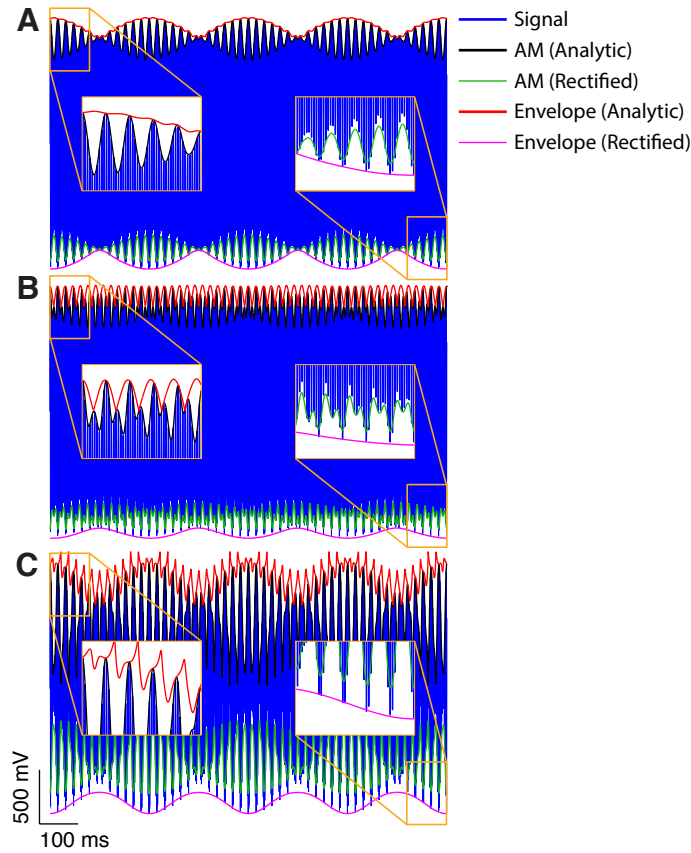 A
Signal
AM (Analytic)
AM (Rectified)
Envelope (Analytic)
Envelope (Rectified)
B
C
500 mV
100 ms